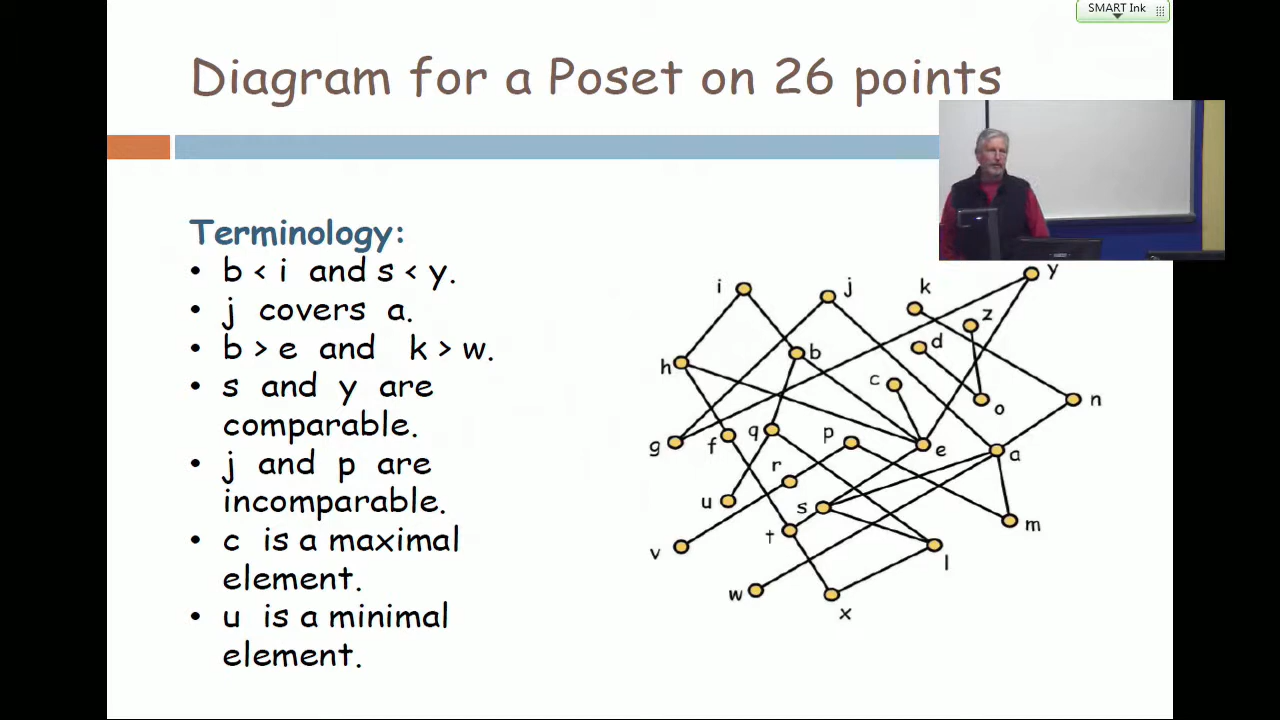 SMART Ink
Diagram for a Poset on 26 points
Terminology:
• b < i and s < y.
• j covers a.
• b > e and k > w.
• s and y are
comparable.
• j and p are
incomparable.
• c is a maximal
element.
• u is a minimal
element.
i
j
k
y
z
d
b
h
c
n
o
g
f
q
p
e
a
r
u
s
m
t
v
l
w
x